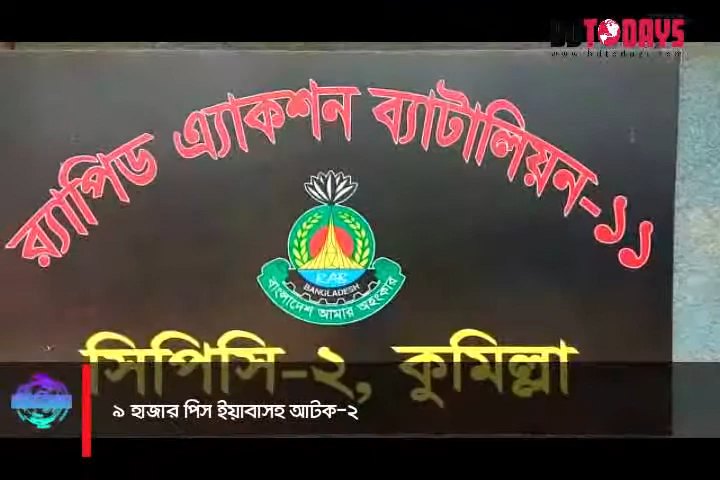 BDTODAYS
www.bdtodays.com
র‍্যাপিড এ্যাকশন ব্যাটালিয়ন-১১
RAB
BANGLADESH
বাংলাদেশ আমার অহংকার
সিপিসি-২, কুমিল্লা
৯ হাজার পিস ইয়াবাসহ আটক-২